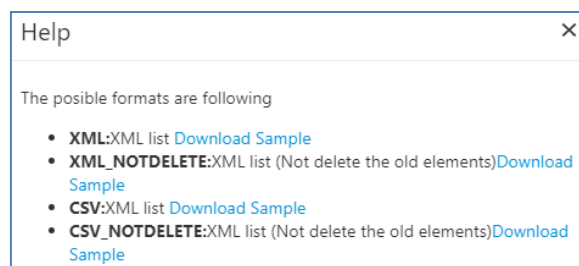 Help ×
The posible formats are following
• XML:XML list Download Sample
• XML_NOTDELETE:XML list (Not delete the old elements)Download
Sample
• CSV:XML list Download Sample
• CSV_NOTDELETE:XML list (Not delete the old elements)Download
Sample